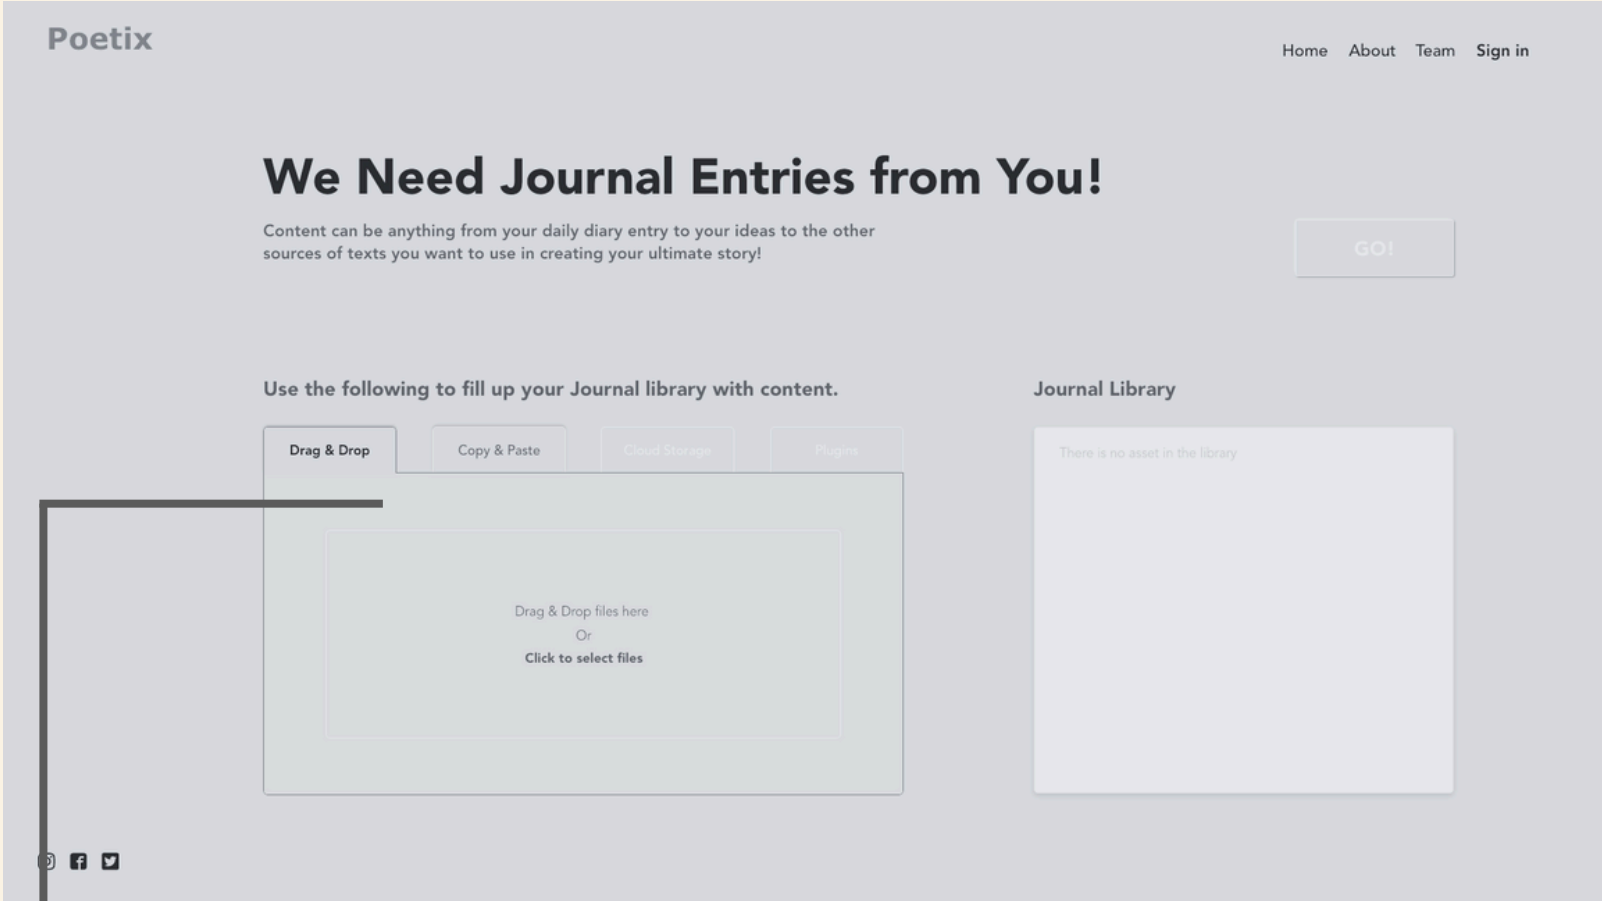 Poetix
Home About Team Sign in
We Need Journal Entries from You!
Content can be anything from your daily diary entry to your ideas to the other
sources of texts you want to use in creating your ultimate story!
GO!
Use the following to fill up your Journal library with content.
Drag & Drop Copy & Paste Cloud Storage Plugins
Drag & Drop files here
Or
Click to select files
Journal Library
There is no asset in the library